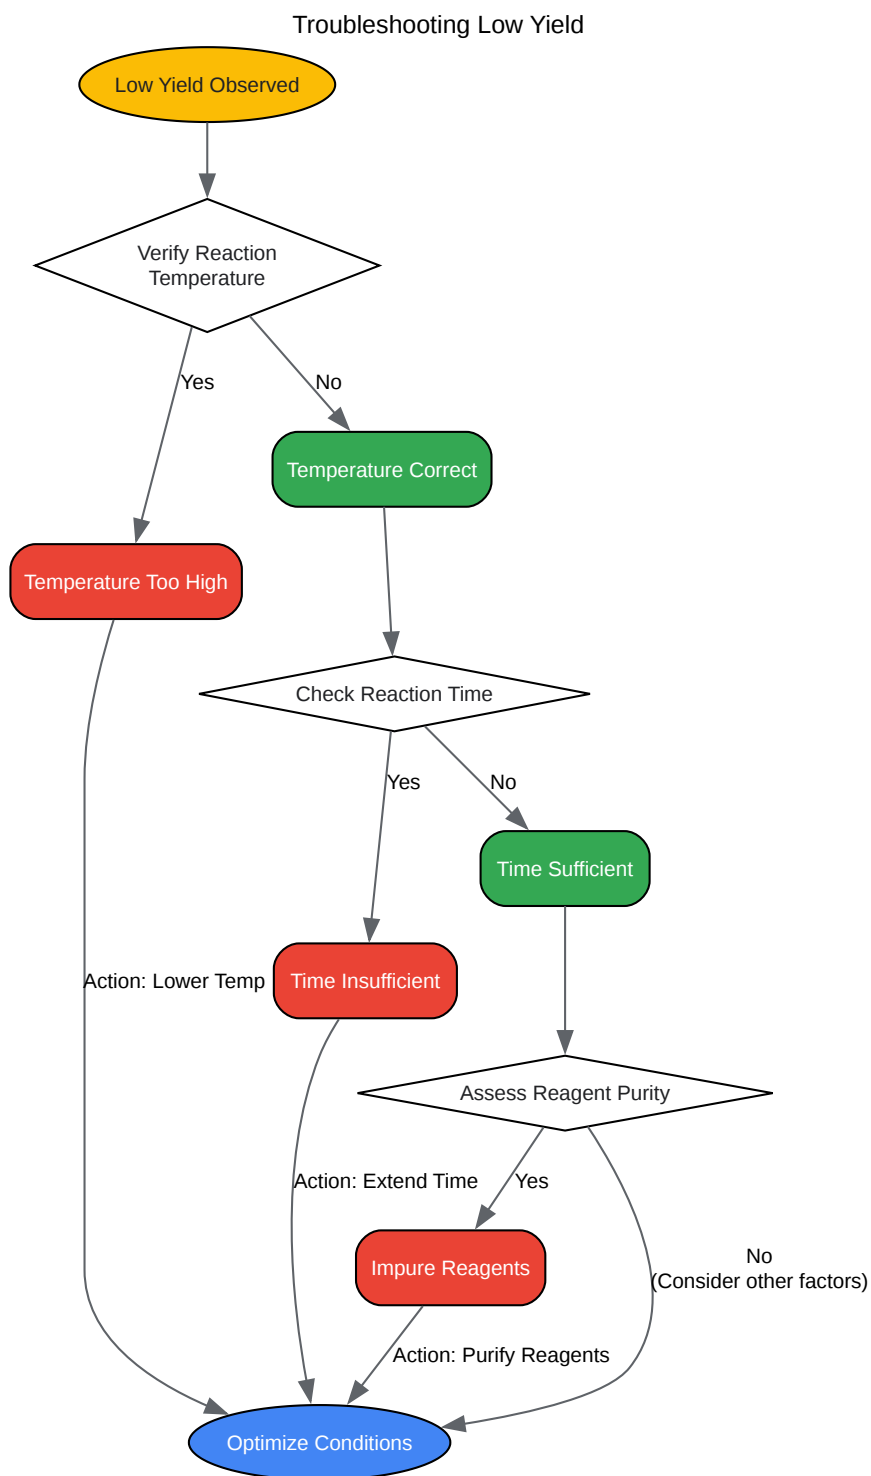 Troubleshooting Low Yield
Low Yield Observed
Verify Reaction
Temperature
Yes
No
Temperature Correct
Temperature Too High
Check Reaction Time
Yes
No
Time Sufficient
Action: Lower Temp
Time Insufficient
Assess Reagent Purity
Action: Extend Time
Yes
No
(Consider other factors)
Impure Reagents
Action: Purify Reagents
Optimize Conditions